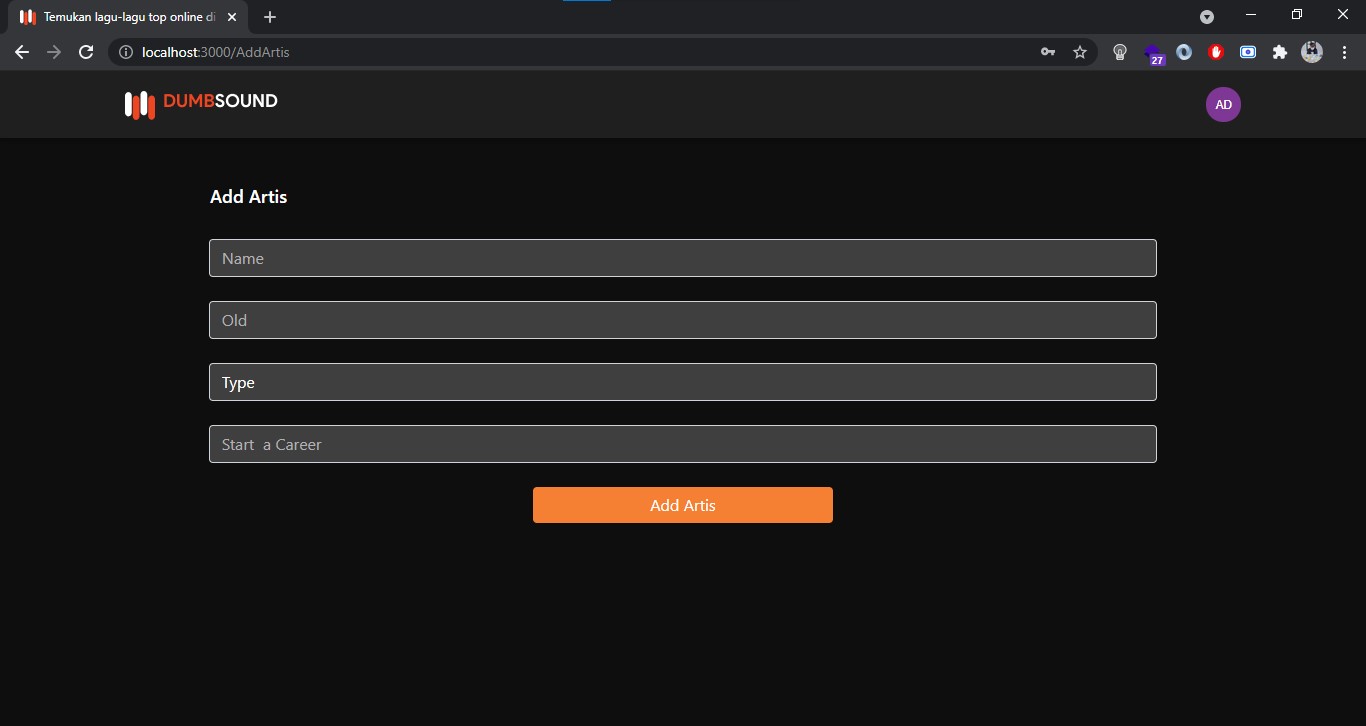 Temukan lagu-lagu top online di
localhost:3000/AddArtis
27
DUMBSOUND
AD
Add Artis
Name
Old
Type
Start a Career
Add Artis